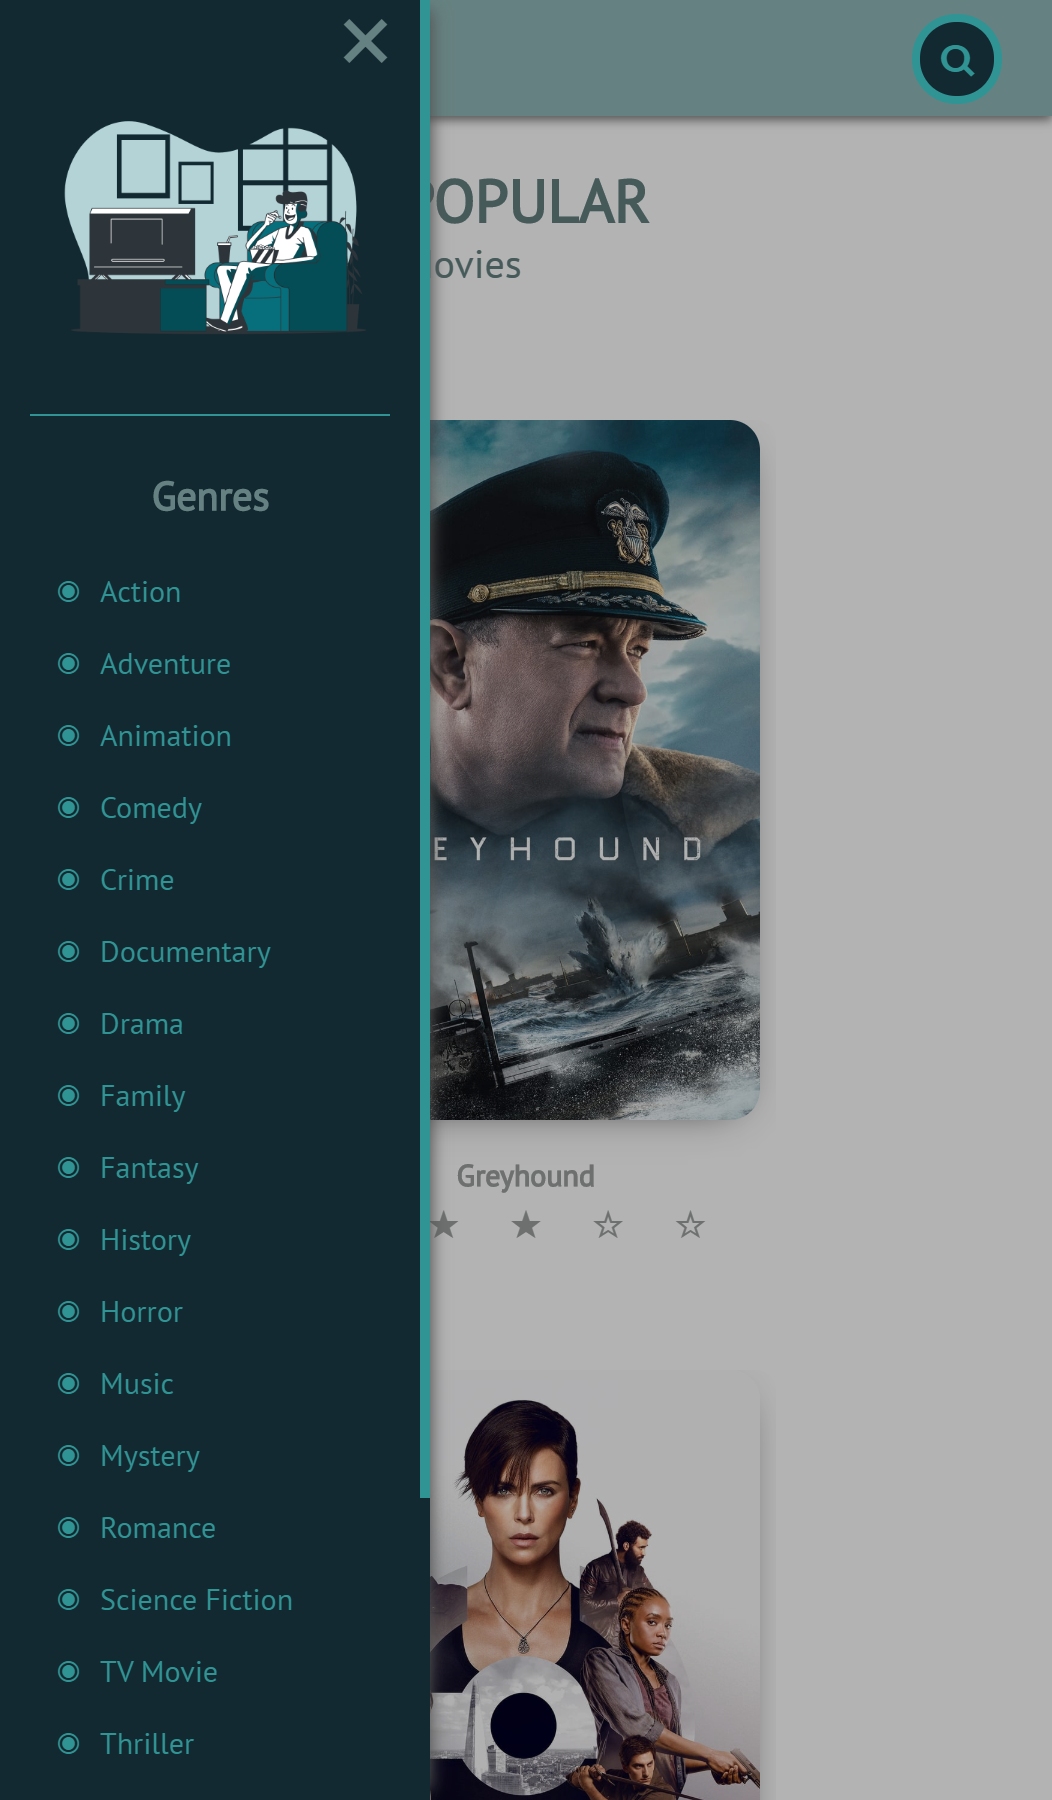 POPULAR
ovies
Genres
Action
Adventure
Animation
Comedy
Crime
Documentary
Drama
Family
Fantasy
History
Horror
Music
Mystery
Romance
Science Fiction
TV Movie
Thriller
EYHOUND
Greyhound